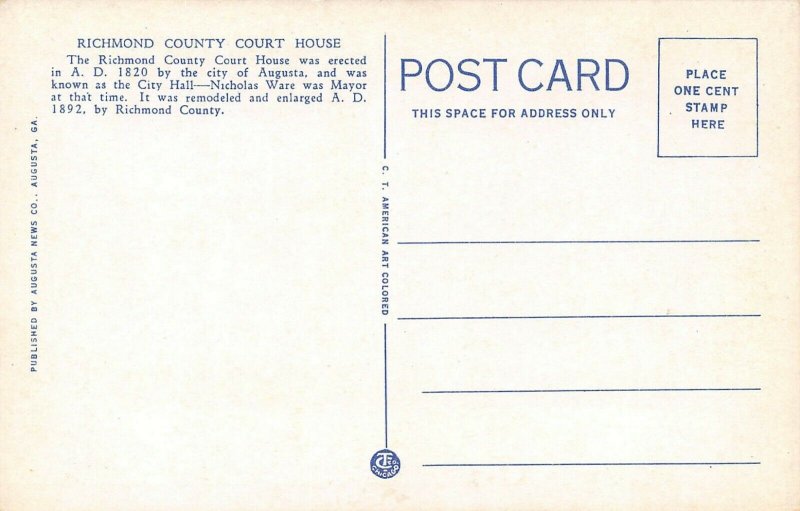 RICHMOND COUNTY COURT HOUSE
The Richmond County Court House was erected
in A. D. 1820 by the city of Augusta, and was
known as the City Hall—Nicholas Ware was Mayor
at that time. It was remodeled and enlarged A. D.
1892, by Richmond County.
PUBLISHED BY AUGUSTA NEWS CO., AUGUSTA, GA.
C. T. AMERICAN ART COLORED
POST CARD
THIS SPACE FOR ADDRESS ONLY
PLACE
ONE CENT
STAMP
HERE
CHICAGO